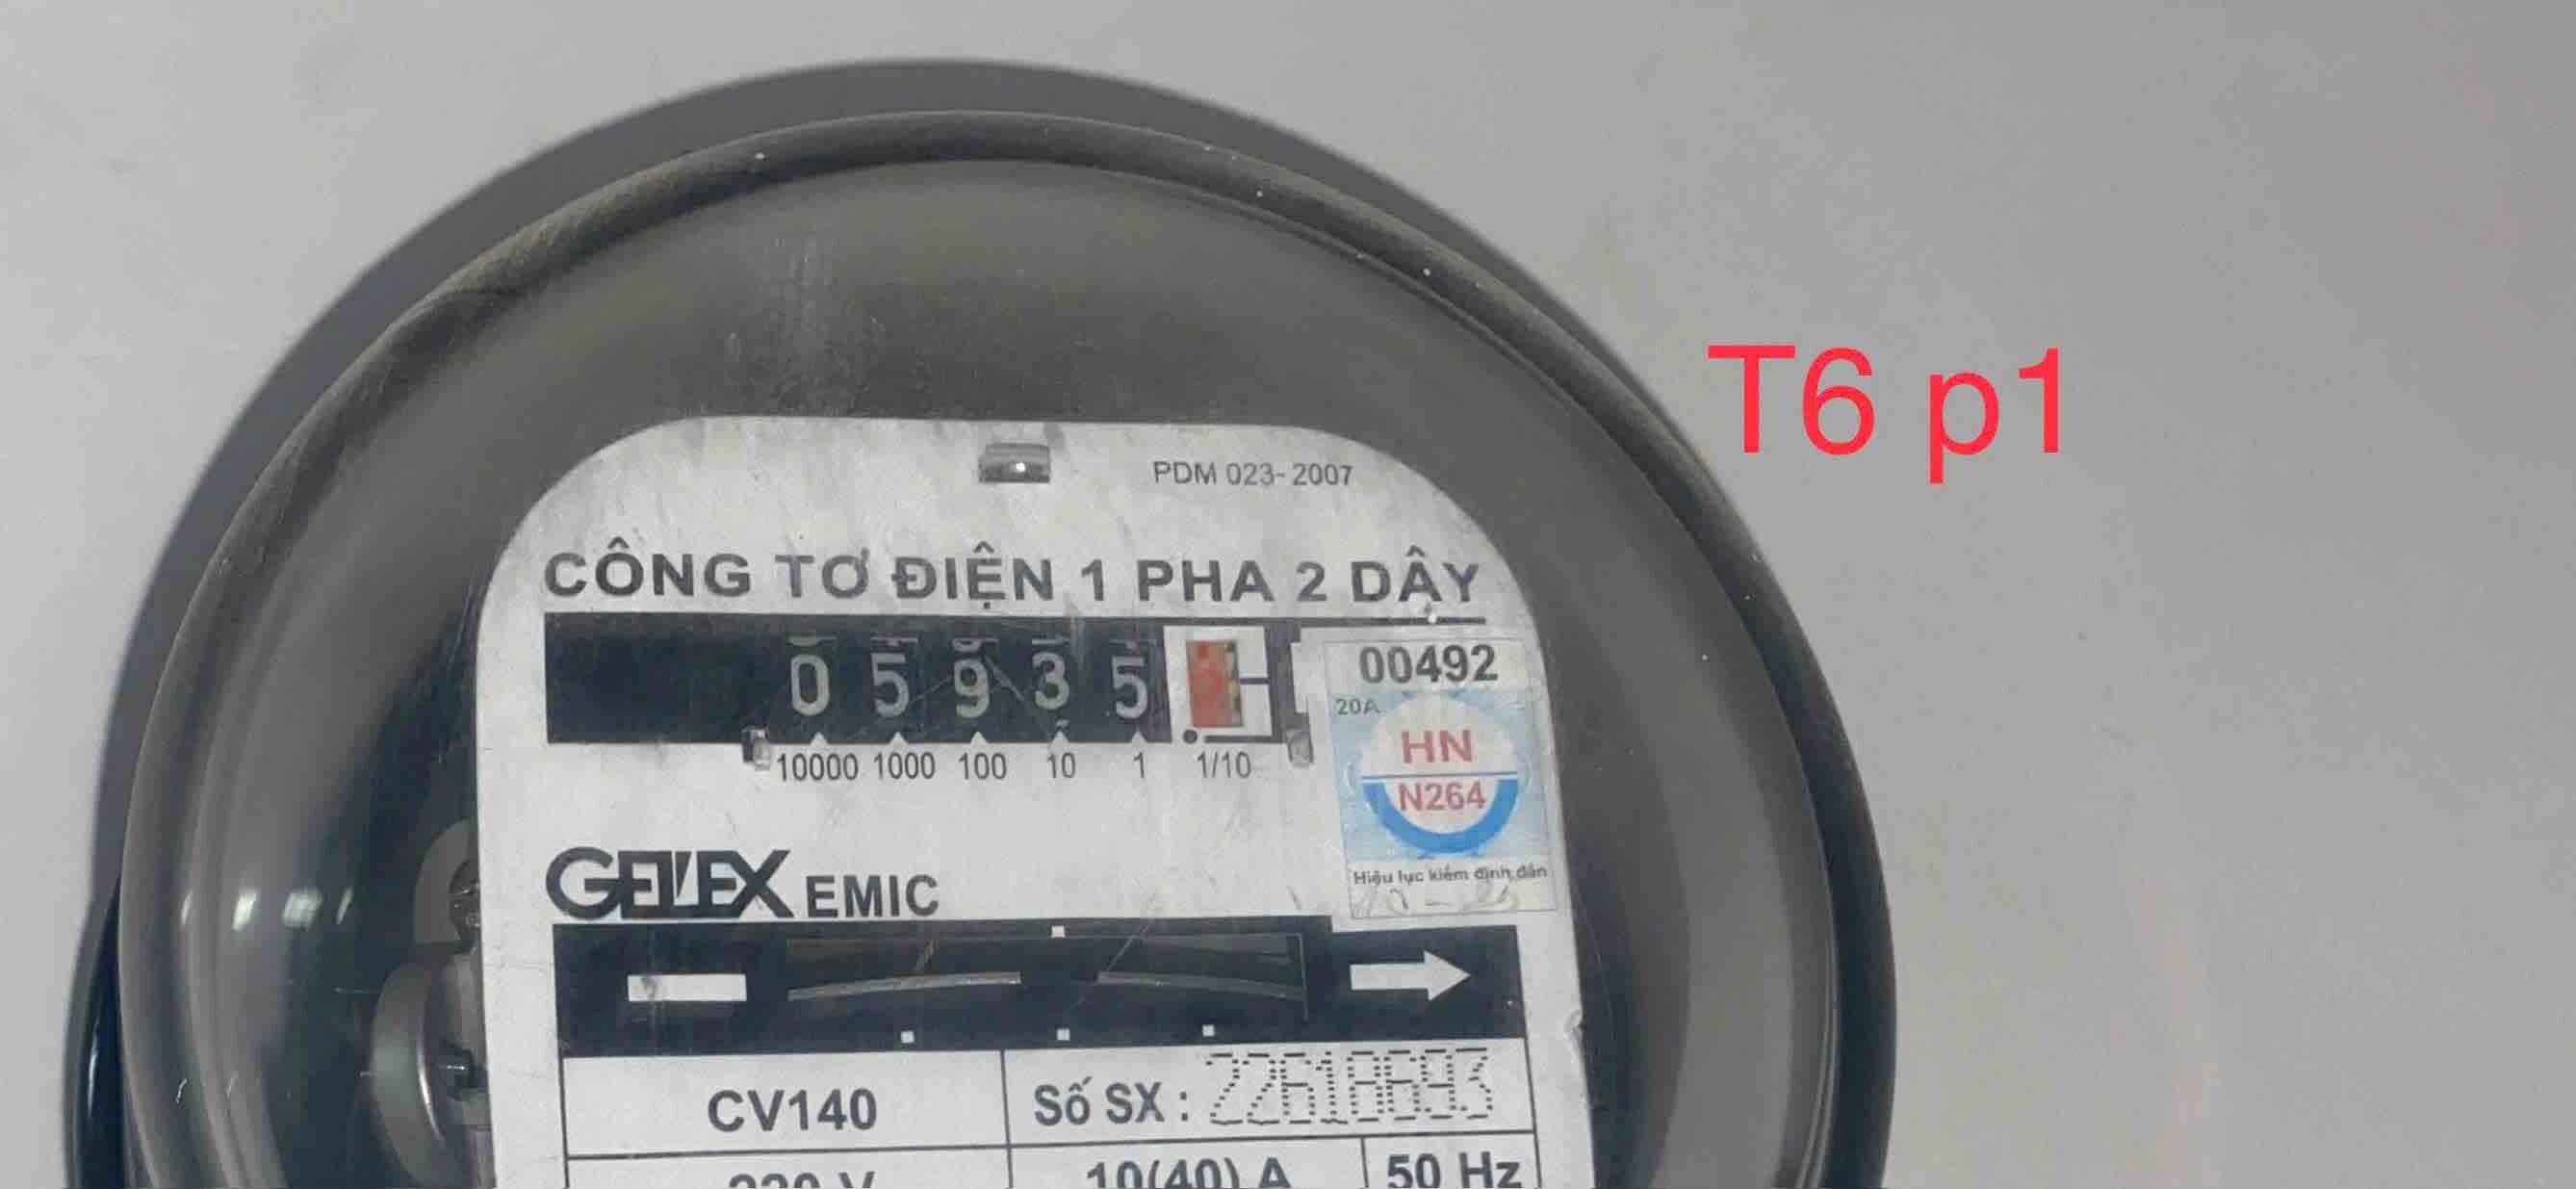 T6 p1
PDM 023-2007
CÔNG TƠ ĐIỆN 1 PHA 2 DÂY
0 5 9 3 5
10000 1000 100 10 1 1/10
00492
20A
HN
N264
Hiệu lực kiểm định đến
GELEX EMIC
CV140
Số SX : 22618693
220 V
10(40) A
50 Hz